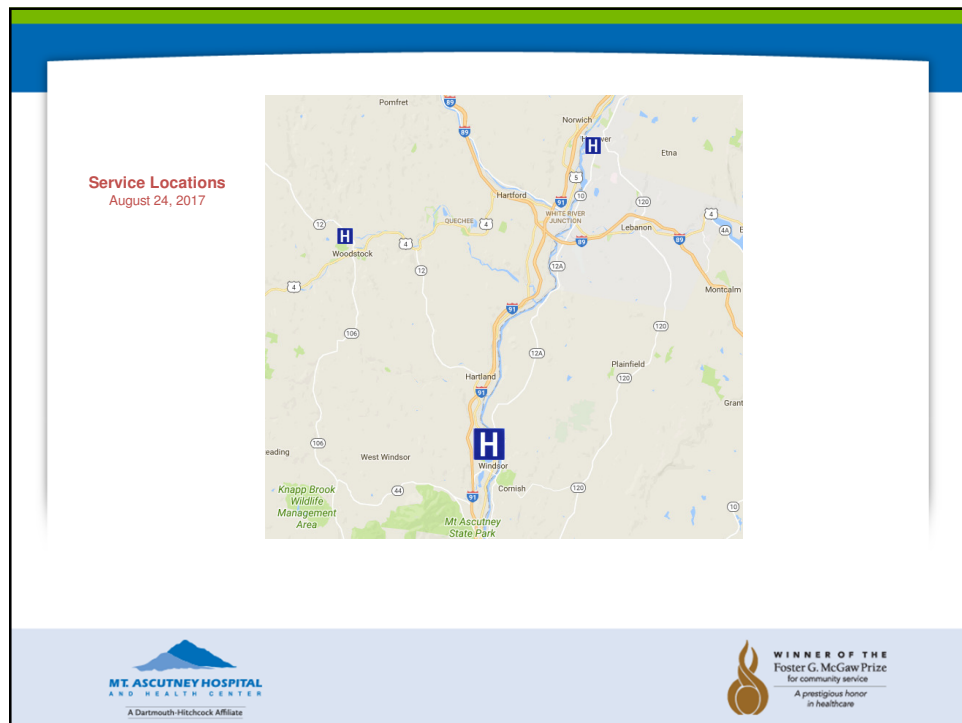 Service Locations
August 24, 2017
Pomfret
89
Norwich
89
89
H
Etna
5
Hartford
91
10
120
4
WHITE RIVER
JUNCTION
QUECHEE
4
12
Lebanon
4A
H
4
89
89
Woodstock
12
12A
4
Montcalm
91
106
120
12A
Plainfield
Hartland
120
91
Grant
H
106
eading
West Windsor
Windsor
Cornish
120
44
91
Knapp Brook
Wildlife
Management
Area
10
Mt Ascutney
State Park
MT. ASCUTNEY HOSPITAL
AND HEALTH CENTER
A Dartmouth-Hitchcock Affiliate
WINNER OF THE
Foster G. McGaw Prize
for community service
A prestigious honor
in healthcare